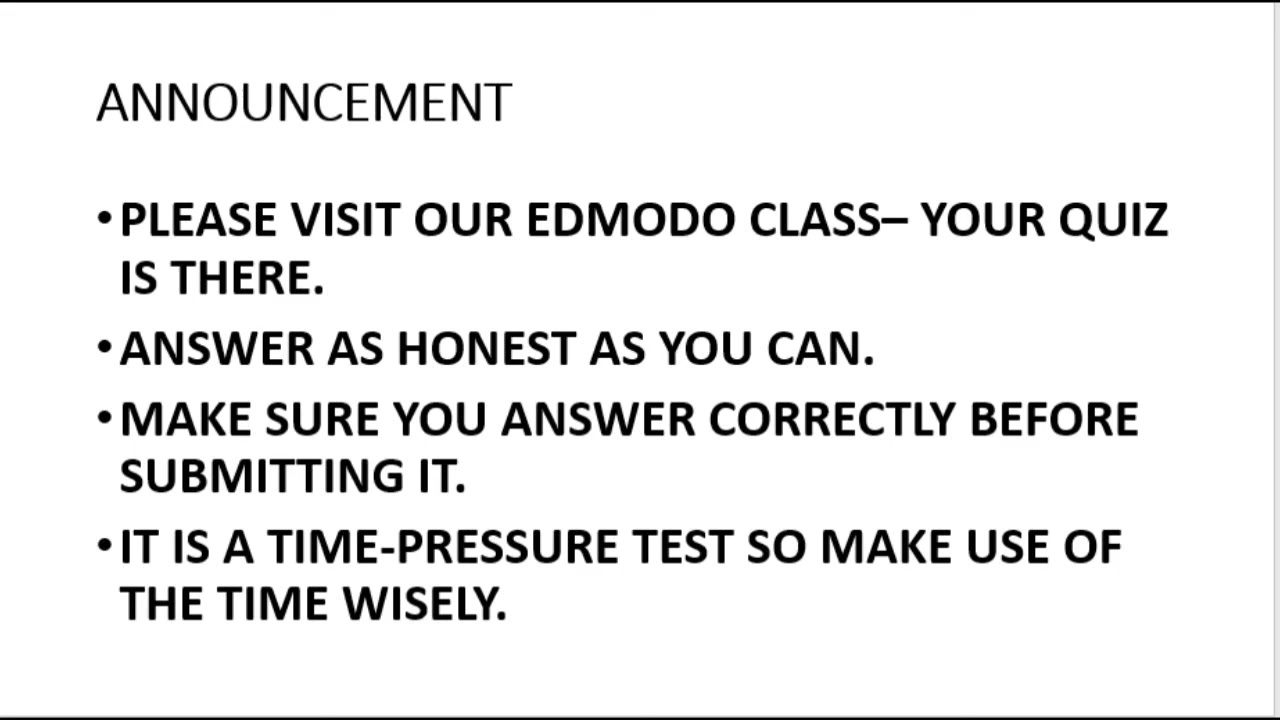 ANNOUNCEMENT
•PLEASE VISIT OUR EDMODO CLASS– YOUR QUIZ
IS THERE.
•ANSWER AS HONEST AS YOU CAN.
•MAKE SURE YOU ANSWER CORRECTLY BEFORE
SUBMITTING IT.
•IT IS A TIME-PRESSURE TEST SO MAKE USE OF
THE TIME WISELY.